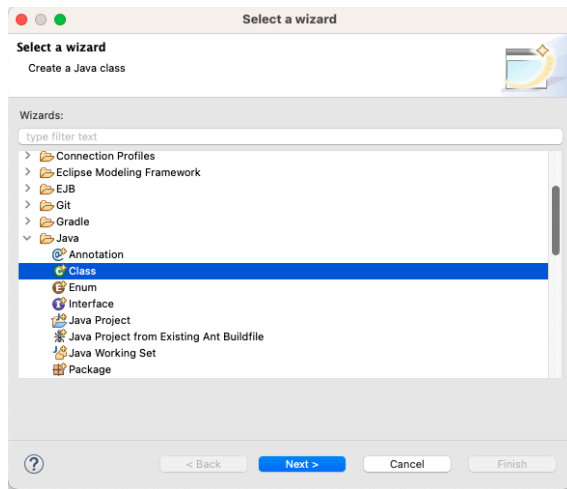 Select a wizard
Select a wizard
Create a Java class
Wizards:
type filter text
Connection Profiles
Eclipse Modeling Framework
EJB
Git
Gradle
Java
Annotation
Class
Enum
Interface
Java Project
Java Project from Existing Ant Buildfile
Java Working Set
Package
? < Back Next > Cancel Finish